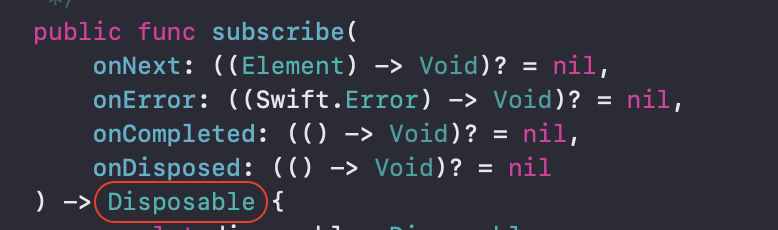 */
public func subscribe(
onNext: ((Element) -> Void)? = nil,
onError: ((Swift.Error) -> Void)? = nil,
onCompleted: (() -> Void)? = nil,
onDisposed: (() -> Void)? = nil
) -> Disposable {